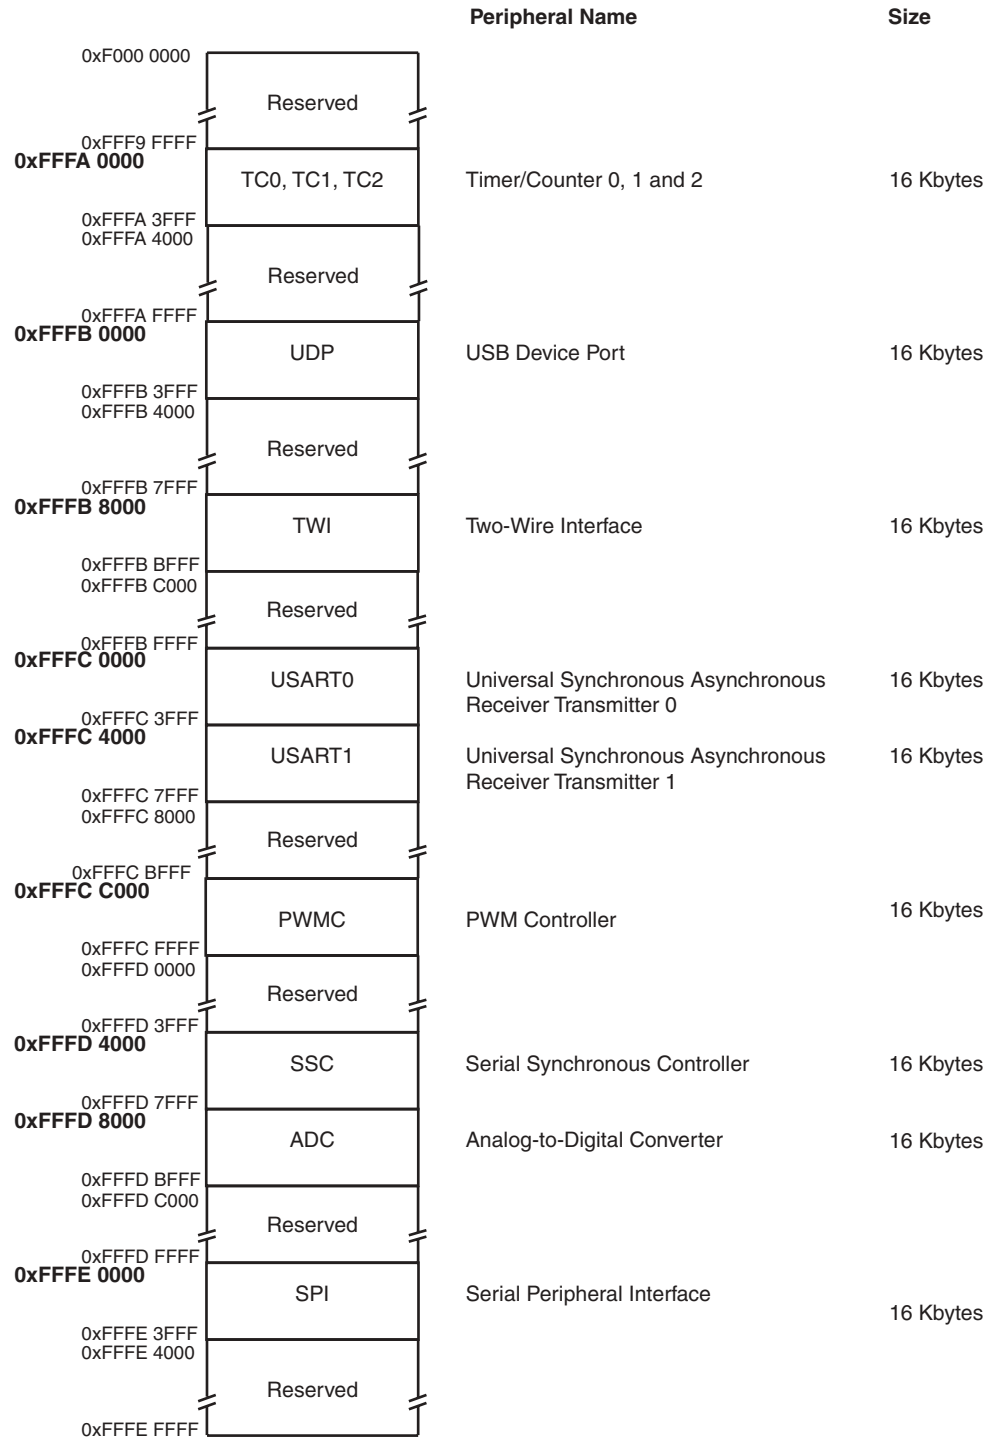 Peripheral Name Size
0xF000 0000
Reserved
0xFFF9 FFFF
0xFFFA 0000
TC0, TC1, TC2 Timer/Counter 0, 1 and 2 16 Kbytes
0xFFFA 3FFF
0xFFFA 4000
Reserved
0xFFFA FFFF
0xFFFB 0000
UDP USB Device Port 16 Kbytes
0xFFFB 3FFF
0xFFFB 4000
Reserved
0xFFFB 7FFF
0xFFFB 8000
TWI Two-Wire Interface 16 Kbytes
0xFFFB BFFF
0xFFFB C000
Reserved
0xFFFB FFFF
0xFFFC 0000
USART0 Universal Synchronous Asynchronous 16 Kbytes
Receiver Transmitter 0
0xFFFC 3FFF
0xFFFC 4000
USART1 Universal Synchronous Asynchronous 16 Kbytes
Receiver Transmitter 1
0xFFFC 7FFF
0xFFFC 8000
Reserved
0xFFFC BFFF
0xFFFC C000
PWMC PWM Controller 16 Kbytes
0xFFFC FFFF
0xFFFD 0000
Reserved
0xFFFD 3FFF
0xFFFD 4000
SSC Serial Synchronous Controller 16 Kbytes
0xFFFD 7FFF
0xFFFD 8000
ADC Analog-to-Digital Converter 16 Kbytes
0xFFFD BFFF
0xFFFD C000
Reserved
0xFFFD FFFF
0xFFFE 0000
SPI Serial Peripheral Interface
16 Kbytes
0xFFFE 3FFF
0xFFFE 4000
Reserved
0xFFFE FFFF